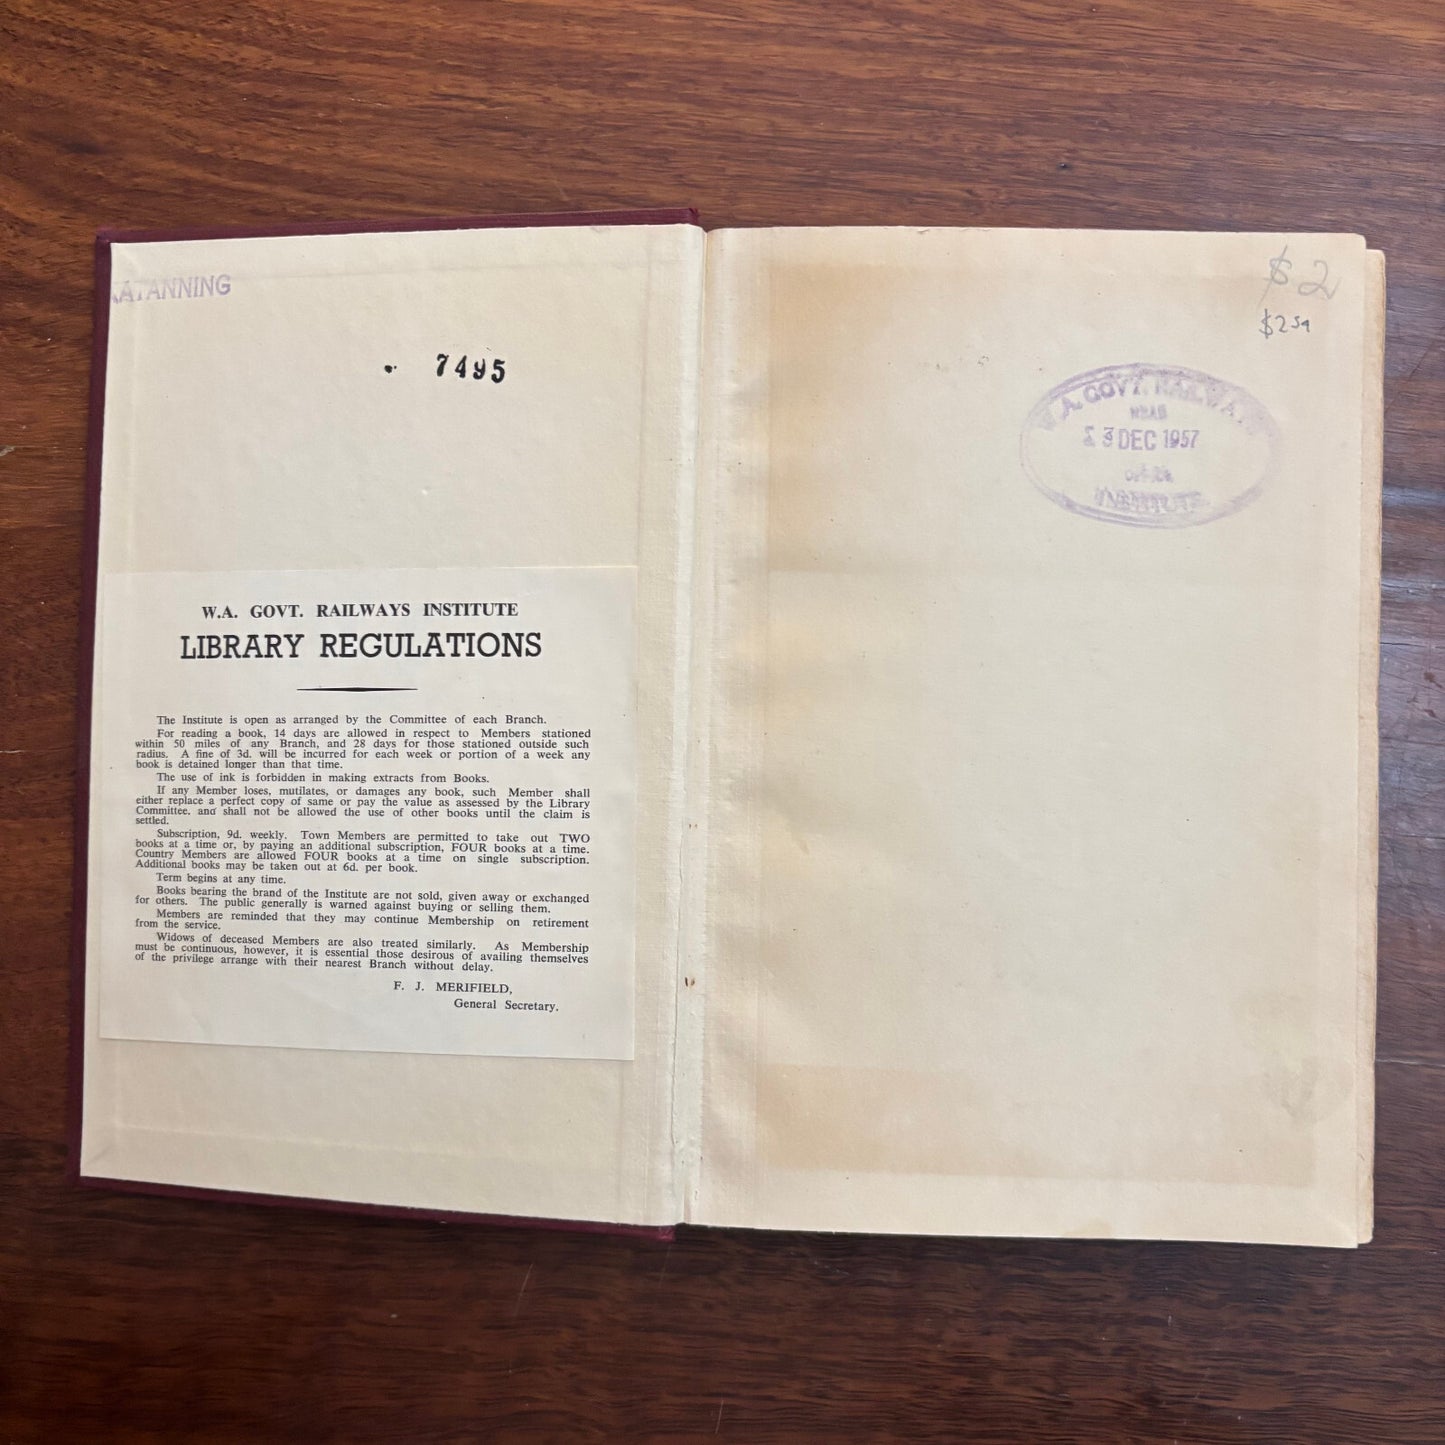 KATANNING
7495
W.A. GOVT. RAILWAYS INSTITUTE
LIBRARY REGULATIONS
The Institute is open as arranged by the Committee of each Branch.
For reading a book, 14 days are allowed in respect to Members stationed
within 50 miles of any Branch, and 28 days for those stationed outside such
radius. A fine of 3d. will be incurred for each week or portion of a week any
book is detained longer than that time.
The use of ink is forbidden in making extracts from Books.
If any Member loses, mutilates, or damages any book, such Member shall
either replace a perfect copy of same or pay the value as assessed by the Library
Committee. and shall not be allowed the use of other books until the claim is
settled.
Subscription, 9d. weekly. Town Members are permitted to take out TWO
books at a time or, by paying an additional subscription, FOUR books at a time.
Country Members are allowed FOUR books at a time on single subscription.
Additional books may be taken out at 6d. per book.
Term begins at any time.
Books bearing the brand of the Institute are not sold, given away or exchanged
for others. The public generally is warned against buying or selling them.
Members are reminded that they may continue Membership on retirement
from the service.
Widows of deceased Members are also treated similarly. As Membership
must be continuous, however, it is essential those desirous of availing themselves
of the privilege arrange with their nearest Branch without delay.
F. J. MERIFIELD,
General Secretary.
$2
W.A. GOVT. RAILWAYS
HEAD
23 DEC 1957
OFFICE
INSTITUTE